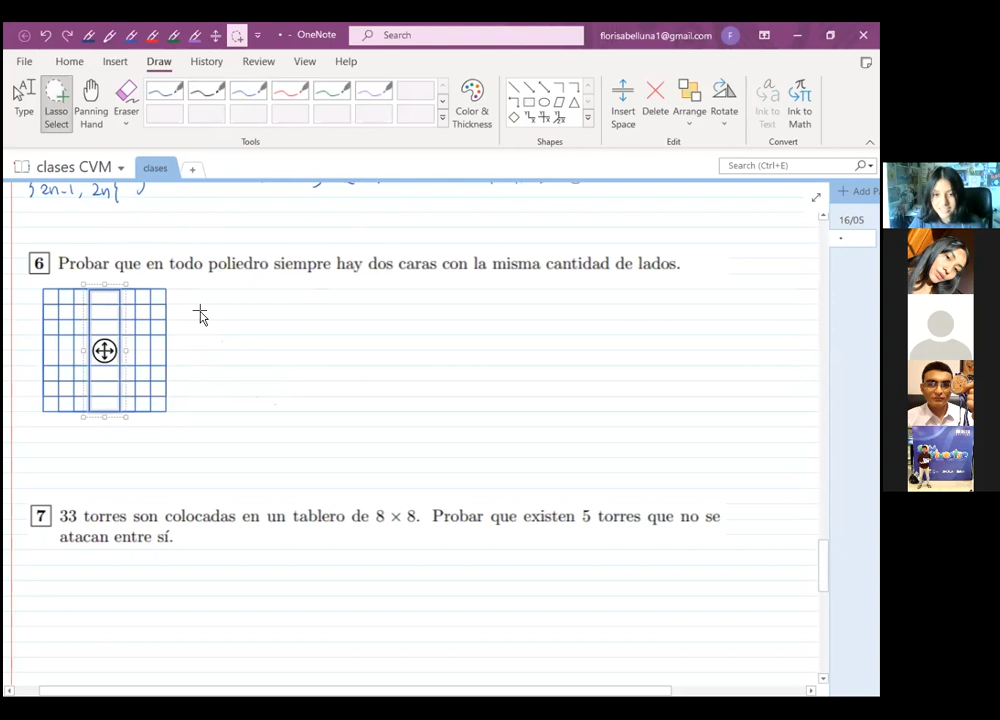 OneNote
Search
florisabelluna1@gmail.com
F
File
Home
Insert
Draw
History
Review
View
Help
Type
Lasso
Select
Panning
Hand
Eraser
Color &
Thickness
Insert
Space
Delete
Arrange
Rotate
Ink to
Text
Ink to
Math
Tools
Shapes
Edit
Convert
clases CVM
clases
Search (Ctrl+E)
2n-1, 2n
Add Pa
16/05
6 Probar que en todo poliedro siempre hay dos caras con la misma cantidad de lados.
7 33 torres son colocadas en un tablero de 8 × 8. Probar que existen 5 torres que no se
atacan entre sí.